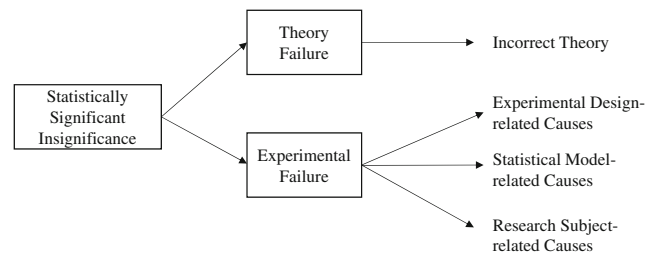 Statistically
Significant
Insignificance
Theory
Failure
Incorrect Theory
Experimental
Failure
Experimental Design-
related Causes
Statistical Model-
related Causes
Research Subject-
related Causes